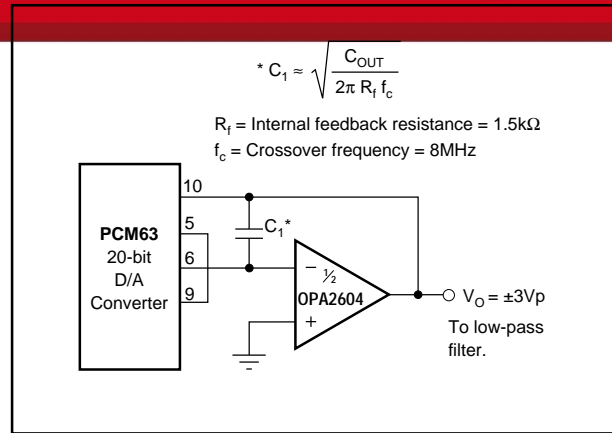 * C₁ ≈ √(C_OUT / 2π R_f f_c)
R_f = Internal feedback resistance = 1.5kΩ
f_c = Crossover frequency = 8MHz
10
PCM63
20-bit
D/A
Converter
5
6
9
C₁*
–
½
OPA2604
+
V_O = ±3Vp
To low-pass
filter.